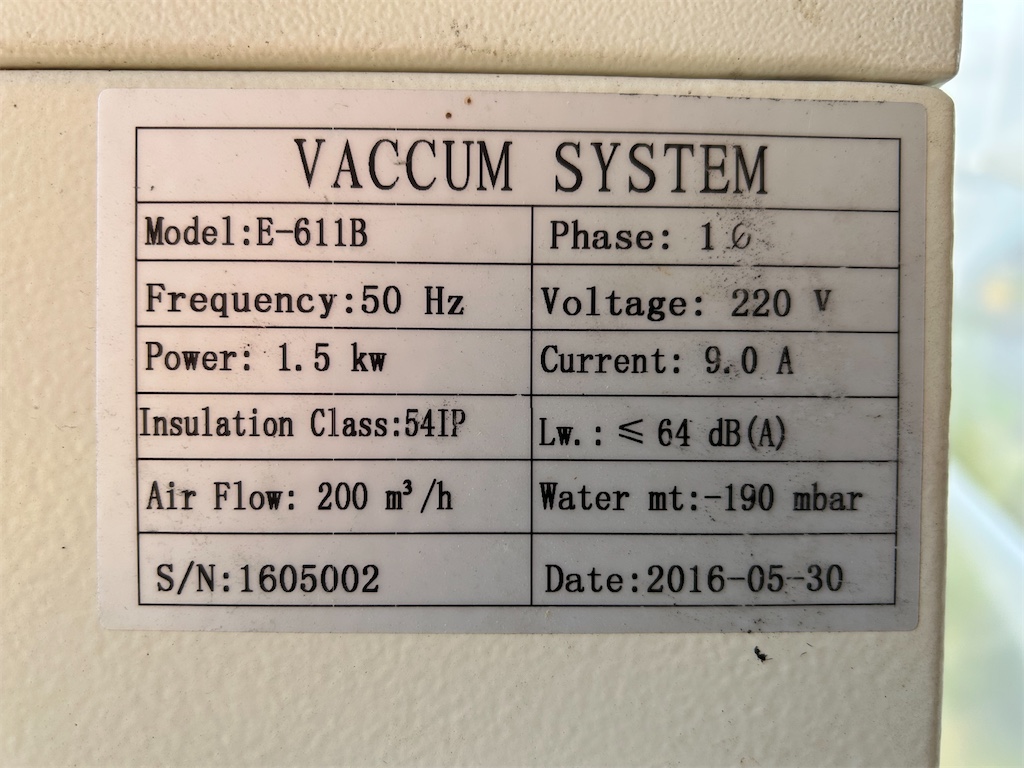 VACCUM SYSTEM
Model:E-611B
Phase: 1Ø
Frequency:50 Hz
Voltage: 220 V
Power: 1.5 kw
Current: 9.0 A
Insulation Class:54IP
Lw.:≤ 64 dB(A)
Air Flow: 200 m³/h
Water mt:-190 mbar
S/N:1605002
Date:2016-05-30